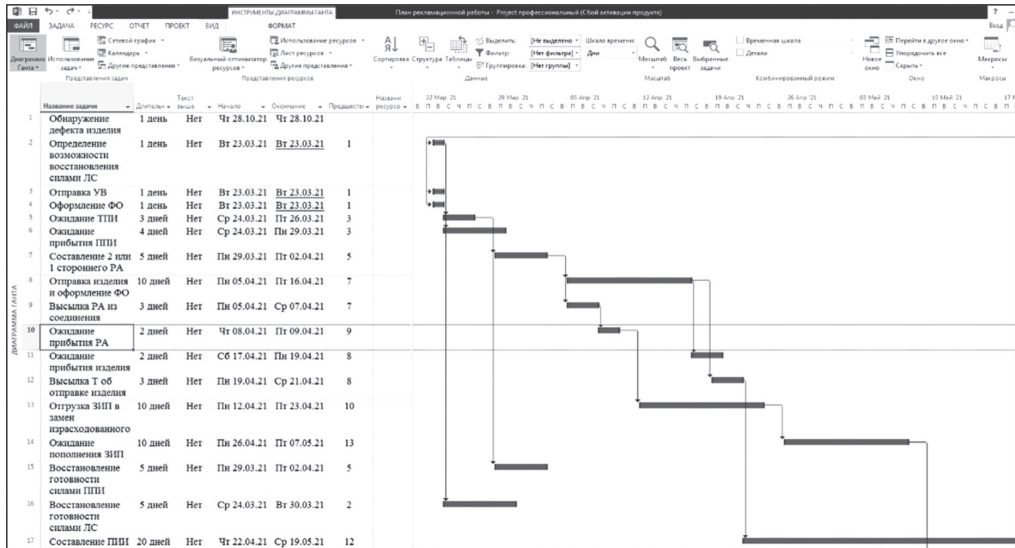 ИНСТРУМЕНТЫ ДИАГРАММЫ ГАНТА
План рекламационной работы - Project профессиональный (Сбой активации продукта)
ФАЙЛ ЗАДАЧА РЕСУРС ОТЧЕТ ПРОЕКТ ВИД ФОРМАТ Вход
Диаграмма Ганта
Использование задач
Сетевой график
Календарь
Другие представления
Представления задач
Визуальный оптимизатор ресурсов
Использование ресурсов
Лист ресурсов
Другие представления
Представления ресурсов
Сортировка Структура Таблицы
Выделить: [Не выделено]
Фильтр: [Нет фильтра]
Группировка: [Нет группы]
Данные
Шкала времени:
Дни
Масштаб Весь проект Выбранные задачи
Масштаб
Временная шкала
Детали
Комбинированный режим
Новое окно
Перейти в другое окно
Упорядочить все
Скрыть
Окно
Макросы
Макросы
Название задачи Длительн Текст выше Начало Окончание Предшестн Названи ресурсов
22 Мар '21 29 Мар '21 05 Апр '21 12 Апр '21 19 Апр '21 26 Апр '21 03 Май '21 10 Май '21 17
ДИАГРАММА ГАНТА
1 Обнаружение дефекта изделия 1 день Нет Чт 28.10.21 Чт 28.10.21
2 Определение возможности восстановления силами ЛС 1 день Нет Вт 23.03.21 Вт 23.03.21 1
3 Отправка УВ 1 день Нет Вт 23.03.21 Вт 23.03.21 1
4 Оформление ФО 1 день Нет Вт 23.03.21 Вт 23.03.21 1
5 Ожидание ТПИ 3 дней Нет Ср 24.03.21 Пт 26.03.21 3
6 Ожидание прибытия ППИ 4 дней Нет Ср 24.03.21 Пн 29.03.21 3
7 Составление 2 или 1 стороннего РА 5 дней Нет Пн 29.03.21 Пт 02.04.21 5
8 Отправка изделия и оформление ФО 10 дней Нет Пн 05.04.21 Пт 16.04.21 7
9 Высылка РА из соединения 3 дней Нет Пн 05.04.21 Ср 07.04.21 7
10 Ожидание прибытия РА 2 дней Нет Чт 08.04.21 Пт 09.04.21 9
11 Ожидание прибытия изделия 2 дней Нет Сб 17.04.21 Пн 19.04.21 8
12 Высылка Т об отправке изделия 3 дней Нет Пн 19.04.21 Ср 21.04.21 8
13 Отгрузка ЗИП в замен израсходованного 10 дней Нет Пн 12.04.21 Пт 23.04.21 10
14 Ожидание пополнения ЗИП 10 дней Нет Пн 26.04.21 Пт 07.05.21 13
15 Восстановление готовности силами ППИ 5 дней Нет Пн 29.03.21 Пт 02.04.21 5
16 Восстановление готовности силами ЛС 5 дней Нет Ср 24.03.21 Вт 30.03.21 2
17 Составление ПИИ 20 дней Нет Чт 22.04.21 Ср 19.05.21 12